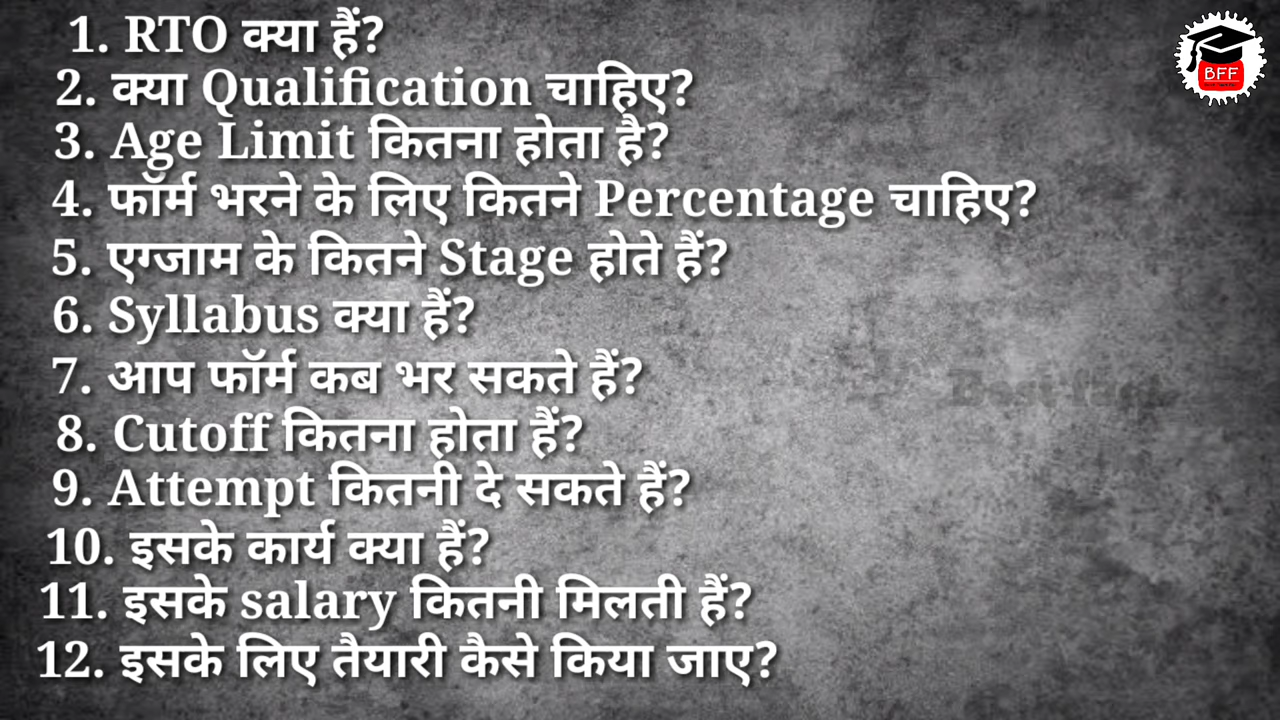 1. RTO क्या हैं?
BFF
2. क्या Qualification चाहिए?
3. Age Limit कितना होता है?
4. फॉर्म भरने के लिए कितने Percentage चाहिए?
5. एग्जाम के कितने Stage होते हैं?
6. Syllabus क्या हैं?
7. आप फॉर्म कब भर सकते हैं?
8. Cutoff कितना होता हैं?
9. Attempt कितनी दे सकते हैं?
10. इसके कार्य क्या हैं?
11. इसके salary कितनी मिलती हैं?
12. इसके लिए तैयारी कैसे किया जाए?